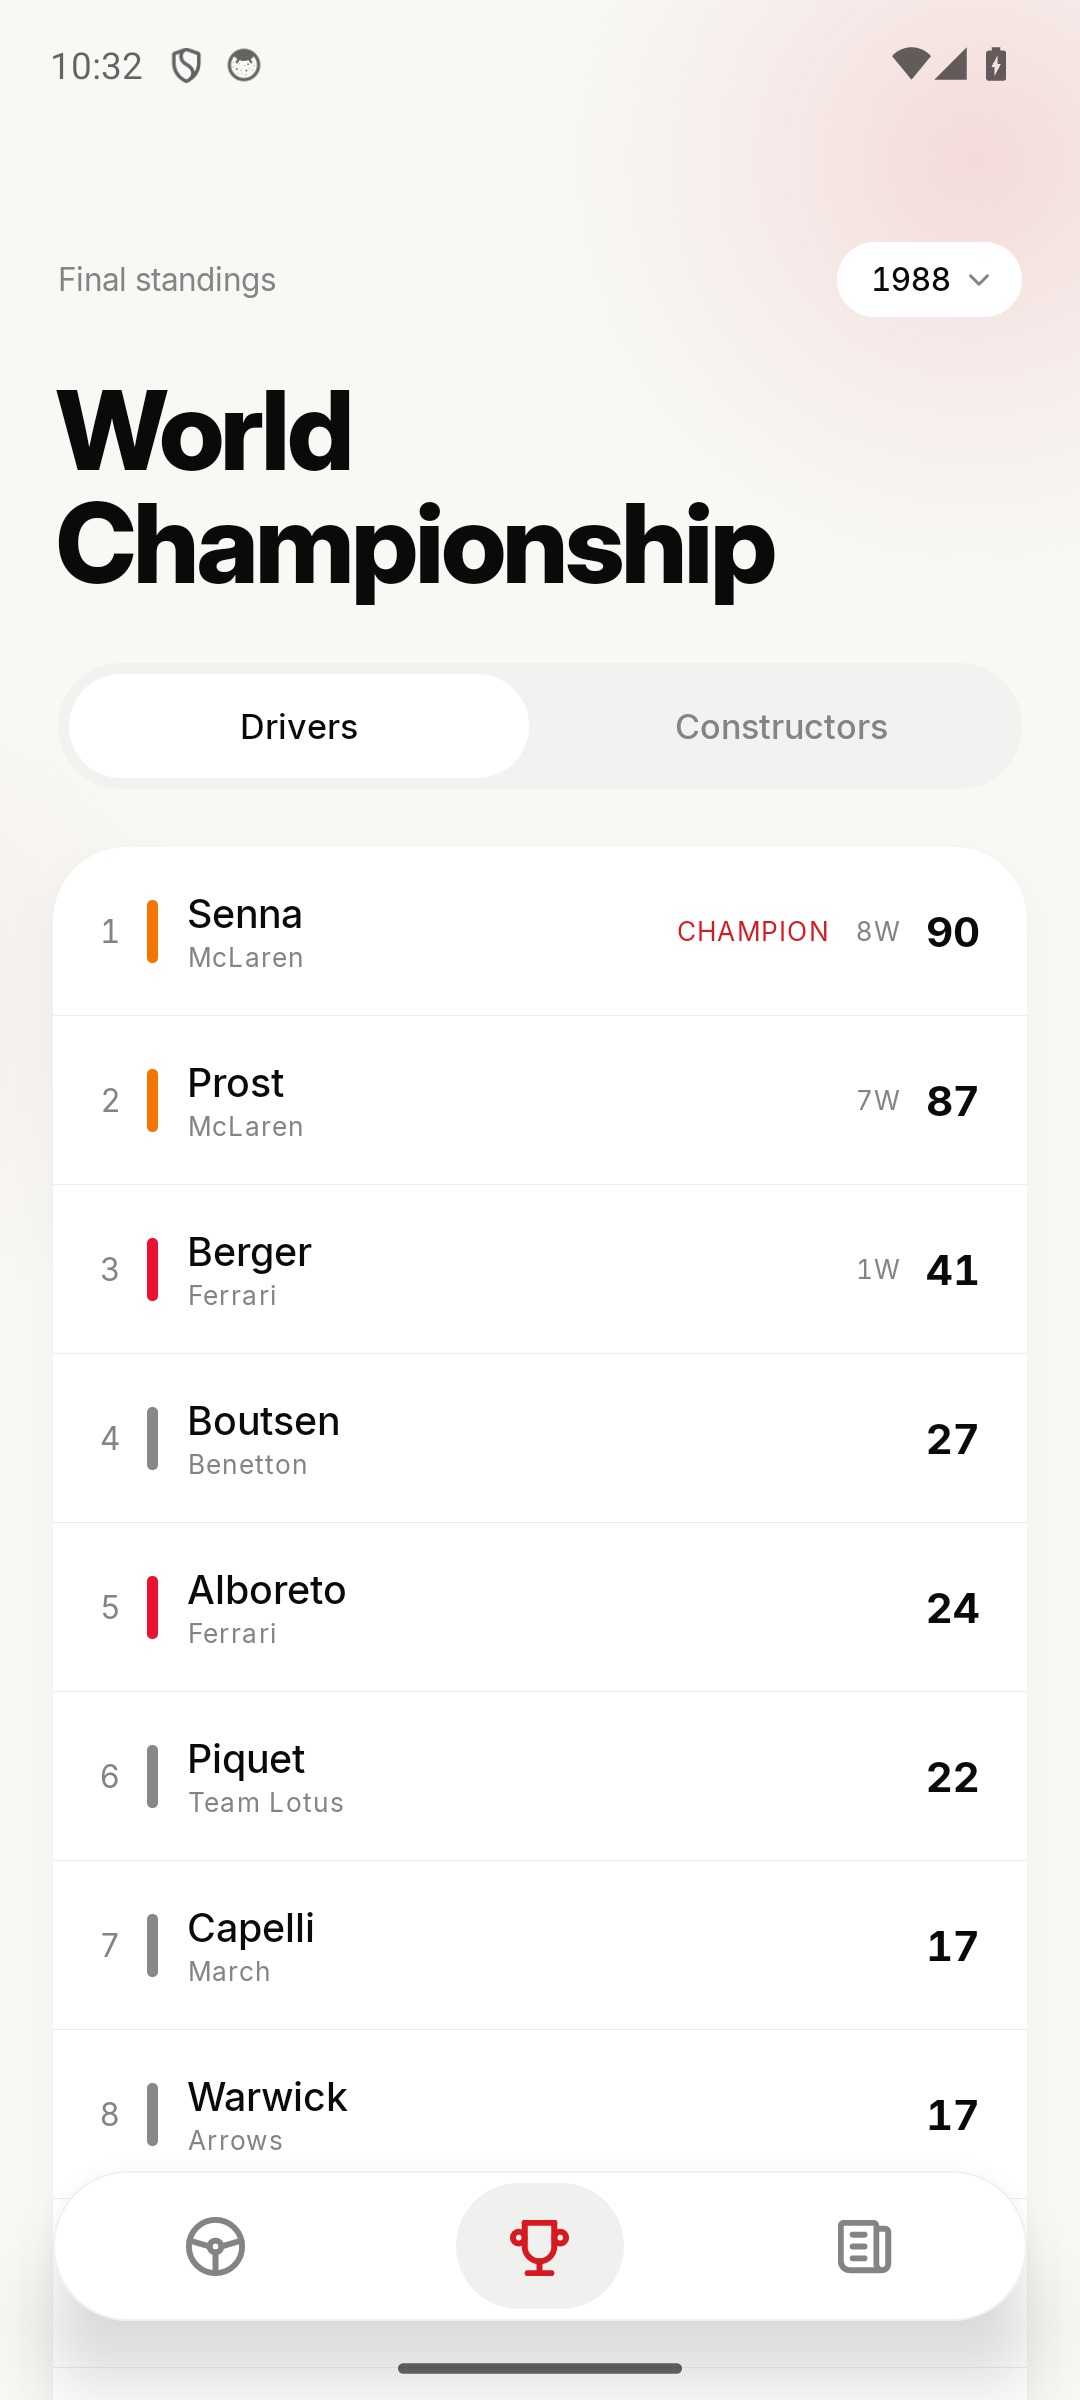 10:32
Final standings
1988
World
Championship
Drivers
Constructors
1 Senna CHAMPION 8W 90
McLaren
2 Prost 7W 87
McLaren
3 Berger 1W 41
Ferrari
4 Boutsen 27
Benetton
5 Alboreto 24
Ferrari
6 Piquet 22
Team Lotus
7 Capelli 17
March
8 Warwick 17
Arrows